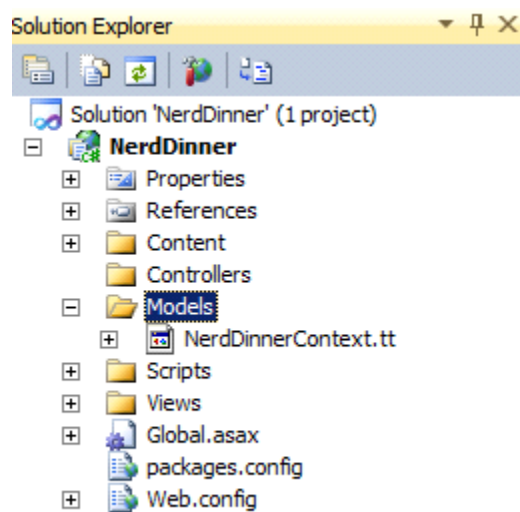 Solution Explorer
Solution 'NerdDinner' (1 project)
NerdDinner
Properties
References
Content
Controllers
Models
NerdDinnerContext.tt
Scripts
Views
Global.asax
packages.config
Web.config